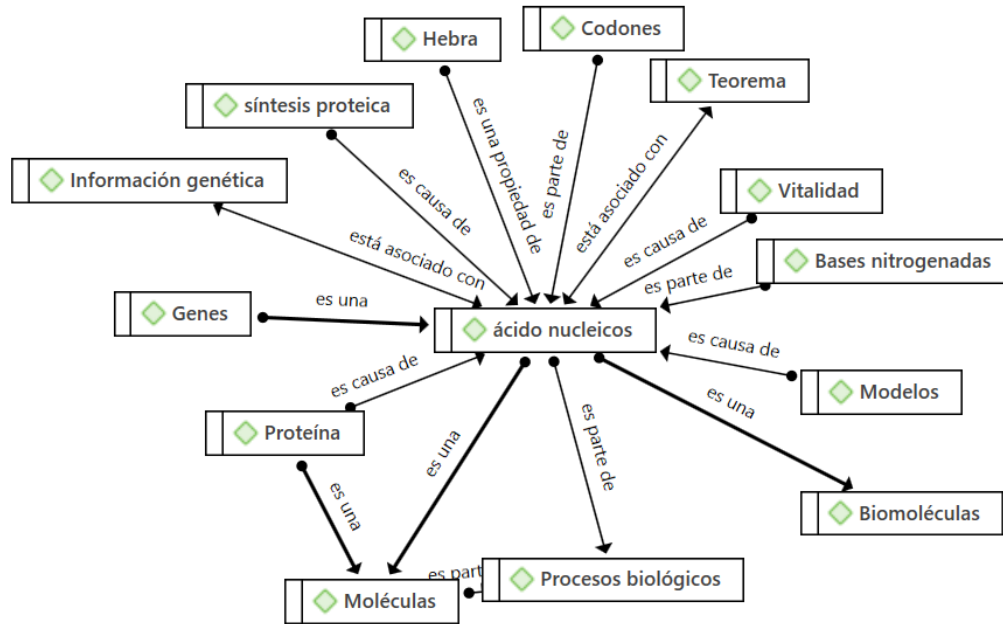 Hebra
Codones
Teorema
síntesis proteica
Información genética
Vitalidad
Bases nitrogenadas
Genes
ácido nucleicos
Modelos
Proteína
Biomoléculas
Moléculas
Procesos biológicos
es una propiedad de
es parte de
está asociado con
es causa de
está asociado con
es causa de
es parte de
es una
es causa de
es causa de
es una
es una
es parte de
es una
es part